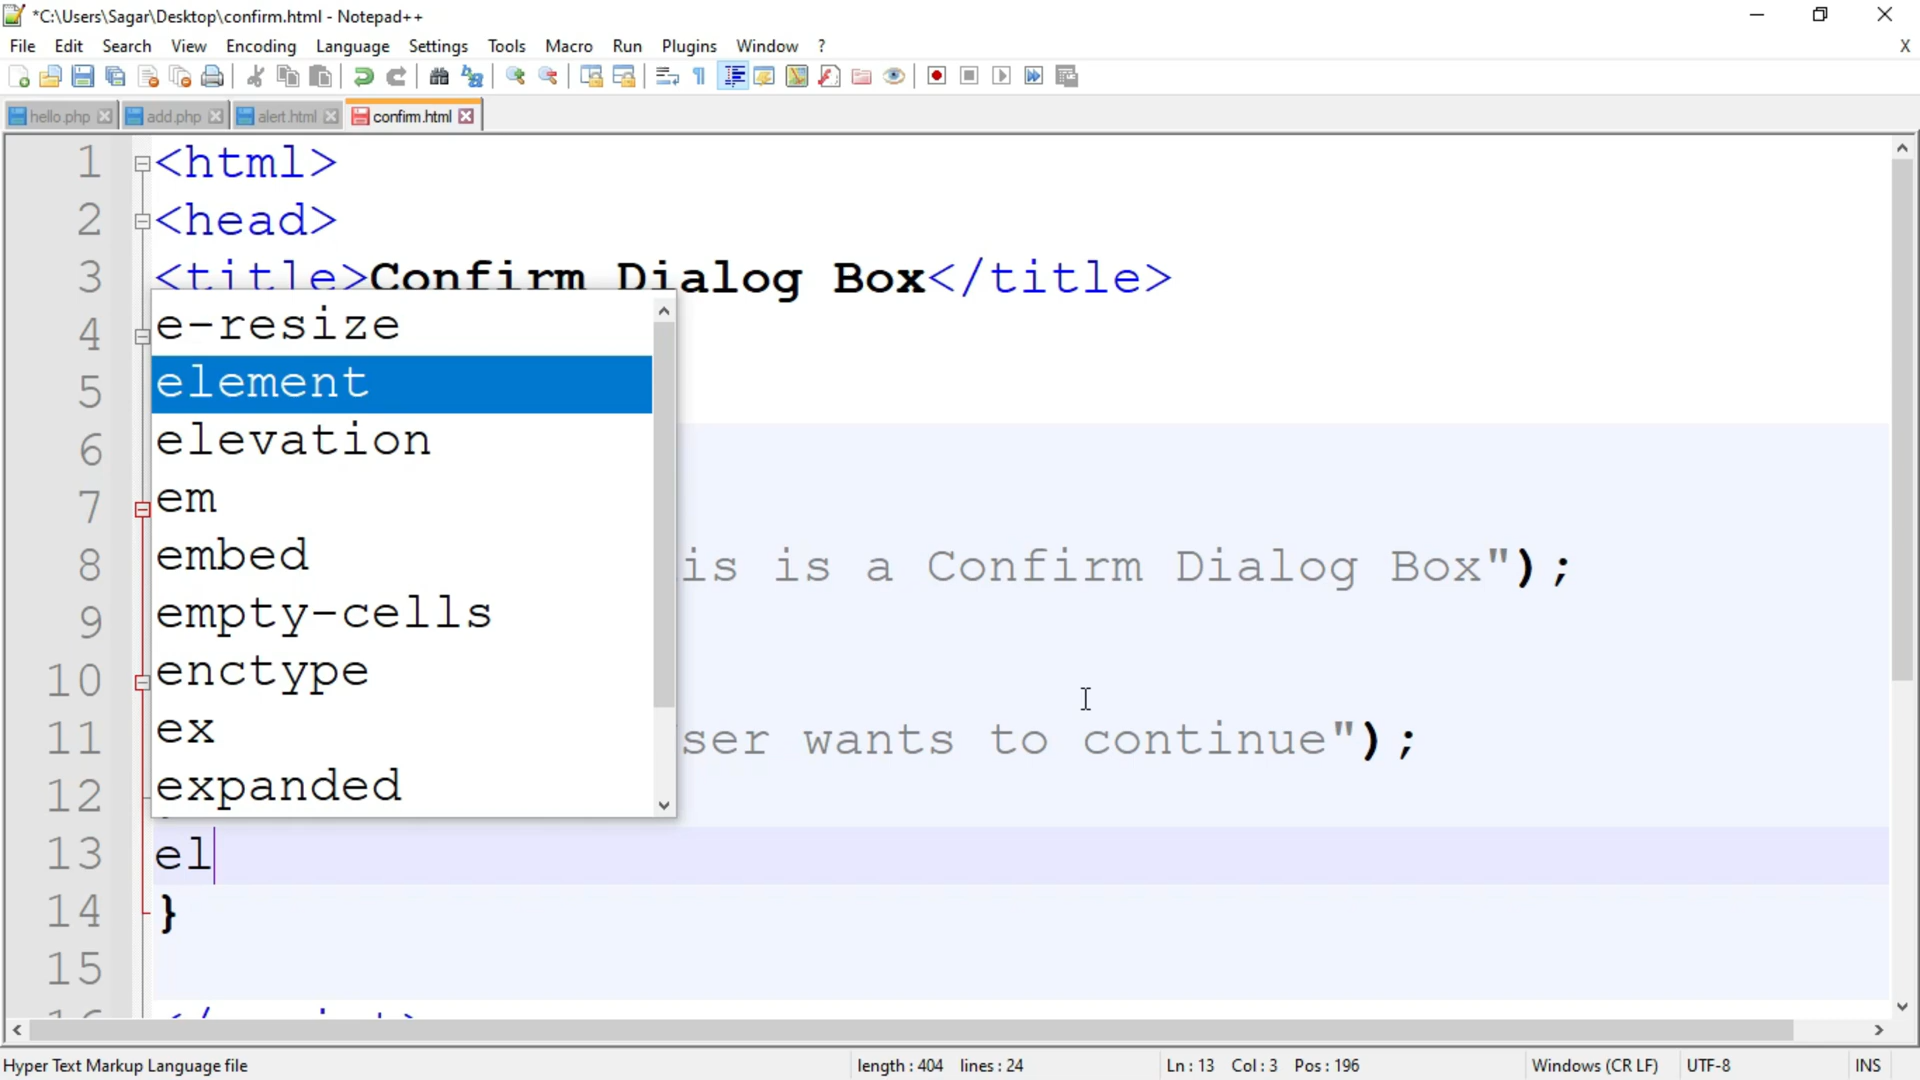 *C:\Users\Sagar\Desktop\confirm.html - Notepad++
File Edit Search View Encoding Language Settings Tools Macro Run Plugins Window ? X
hello.php add.php alert.html confirm.html
1 <html>
2 <head>
3 <title>Confirm Dialog Box</title>
e-resize
4
element
5
elevation
6
em
7
embed
8 is is a Confirm Dialog Box");
empty-cells
9
enctype
10
ex
11 ser wants to continue");
expanded
12
13 el
14 }
15
Hyper Text Markup Language file length : 404 lines : 24 Ln : 13 Col : 3 Pos : 196 Windows (CR LF) UTF-8 INS